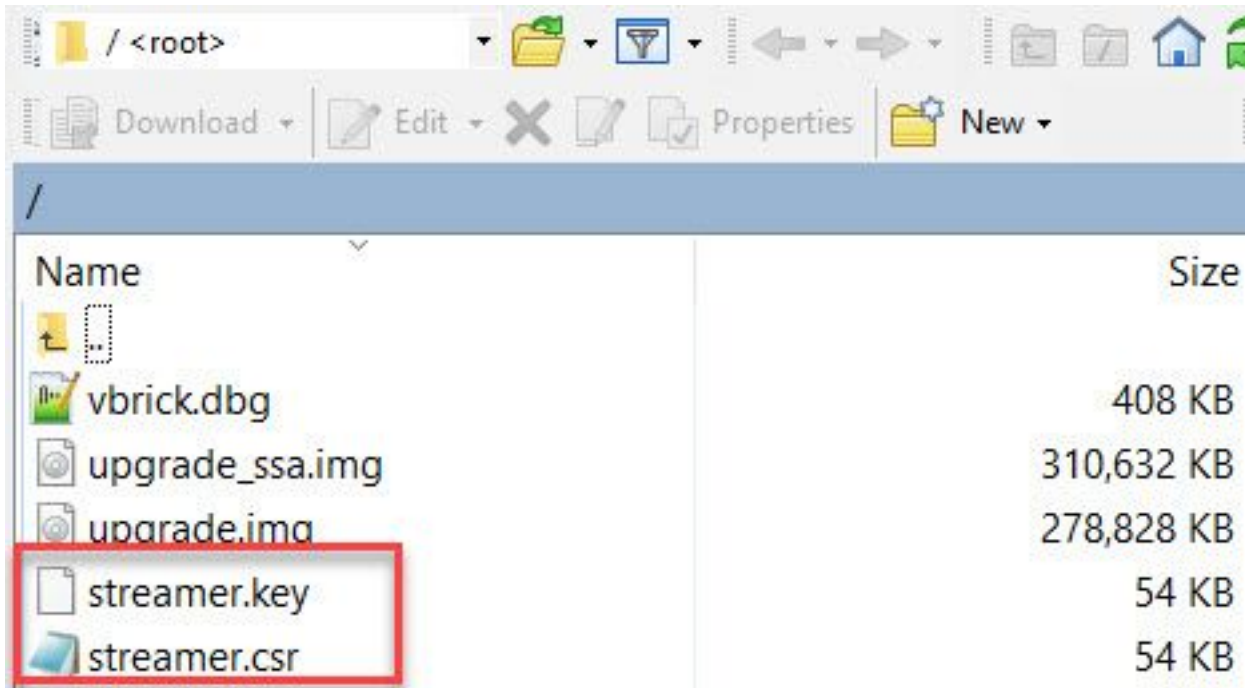 / <root>
Download Edit Properties New
/
Name Size
..
vbrick.dbg 408 KB
upgrade_ssa.img 310,632 KB
upgrade.img 278,828 KB
streamer.key 54 KB
streamer.csr 54 KB